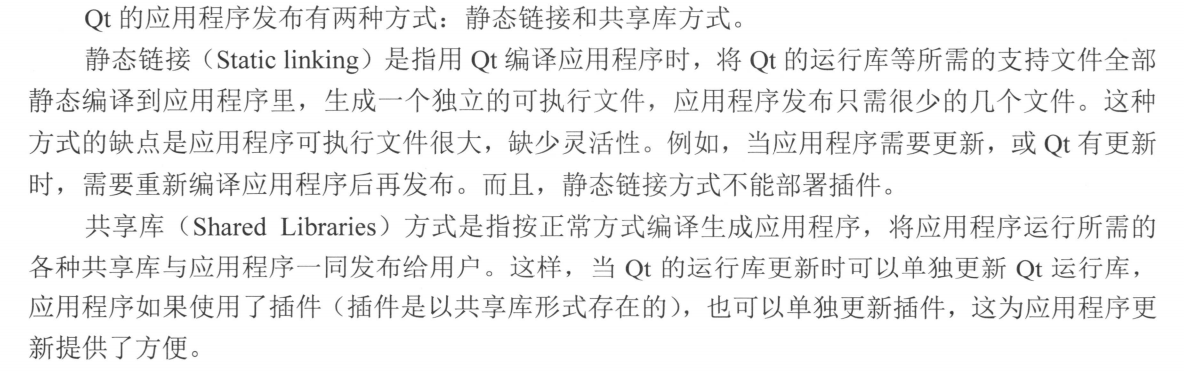 Qt 的应用程序发布有两种方式：静态链接和共享库方式。
静态链接（Static linking）是指用 Qt 编译应用程序时，将 Qt 的运行库等所需的支持文件全部
静态编译到应用程序里，生成一个独立的可执行文件，应用程序发布只需很少的几个文件。这种
方式的缺点是应用程序可执行文件很大，缺少灵活性。例如，当应用程序需要更新，或 Qt 有更新
时，需要重新编译应用程序后再发布。而且，静态链接方式不能部署插件。
共享库（Shared Libraries）方式是指按正常方式编译生成应用程序，将应用程序运行所需的
各种共享库与应用程序一同发布给用户。这样，当 Qt 的运行库更新时可以单独更新 Qt 运行库，
应用程序如果使用了插件（插件是以共享库形式存在的），也可以单独更新插件，这为应用程序更
新提供了方便。